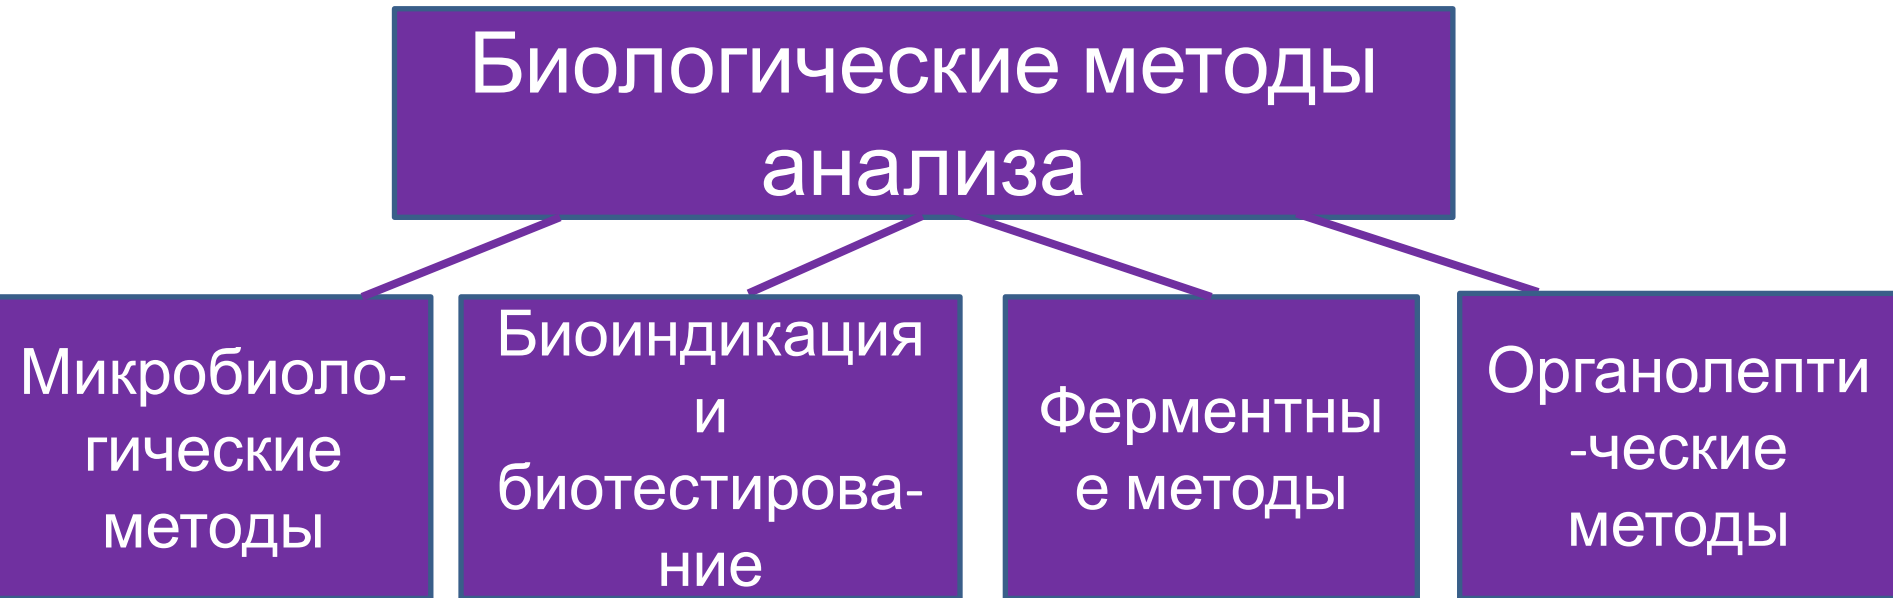 Биологические методы
анализа
Микробиоло-
гические
методы
Биоиндикация
и
биотестирова-
ние
Ферментны
е методы
Органолепти
-ческие
методы